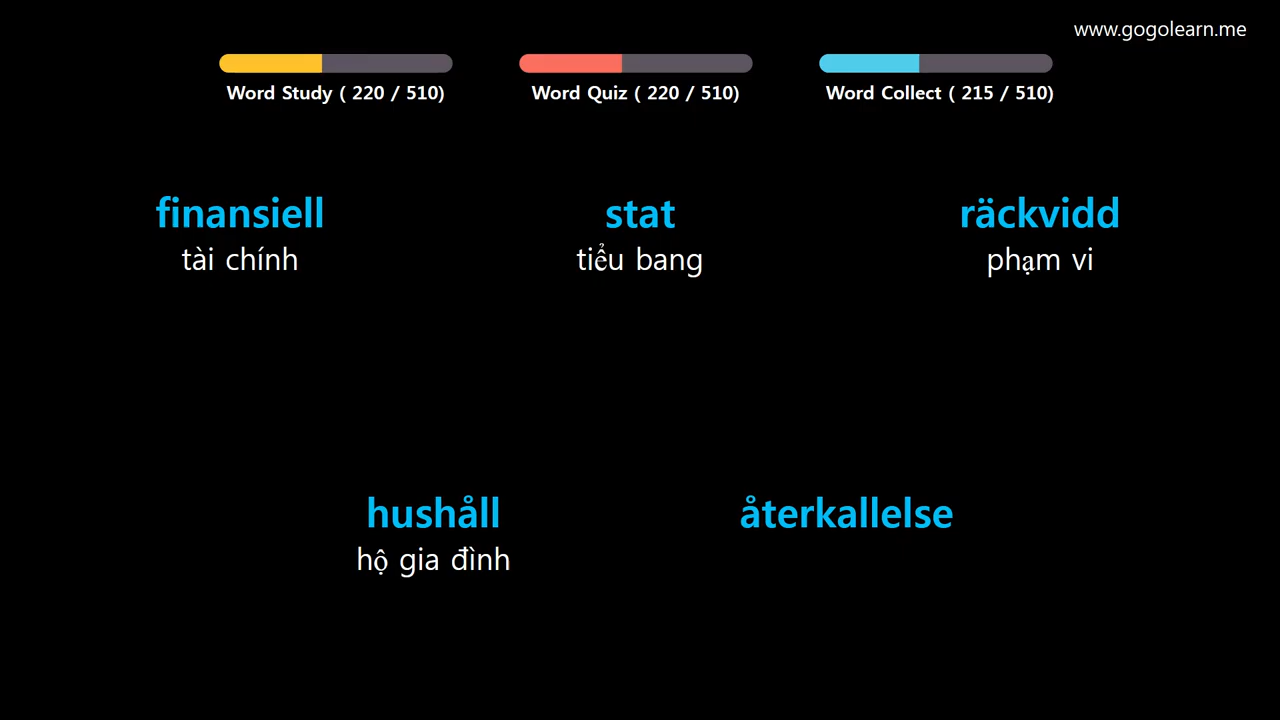 www.gogolearn.me
Word Study ( 220 / 510)
Word Quiz ( 220 / 510)
Word Collect ( 215 / 510)
finansiell
tài chính
stat
tiểu bang
räckvidd
phạm vi
hushåll
hộ gia đình
återkallelse